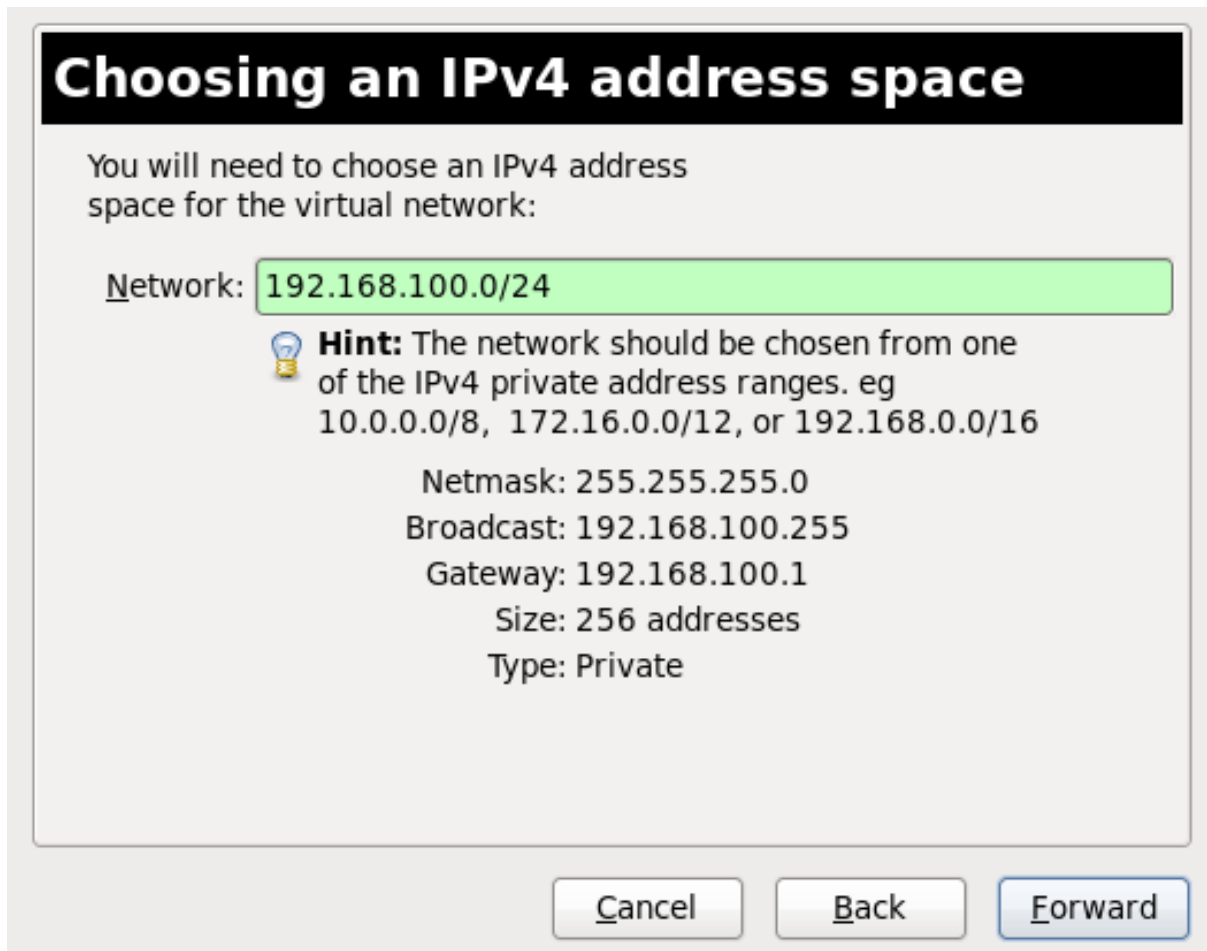 Choosing an IPv4 address space
You will need to choose an IPv4 address
space for the virtual network:
Network: 192.168.100.0/24
Hint: The network should be chosen from one
of the IPv4 private address ranges. eg
10.0.0.0/8, 172.16.0.0/12, or 192.168.0.0/16
Netmask: 255.255.255.0
Broadcast: 192.168.100.255
Gateway: 192.168.100.1
Size: 256 addresses
Type: Private
Cancel Back Forward